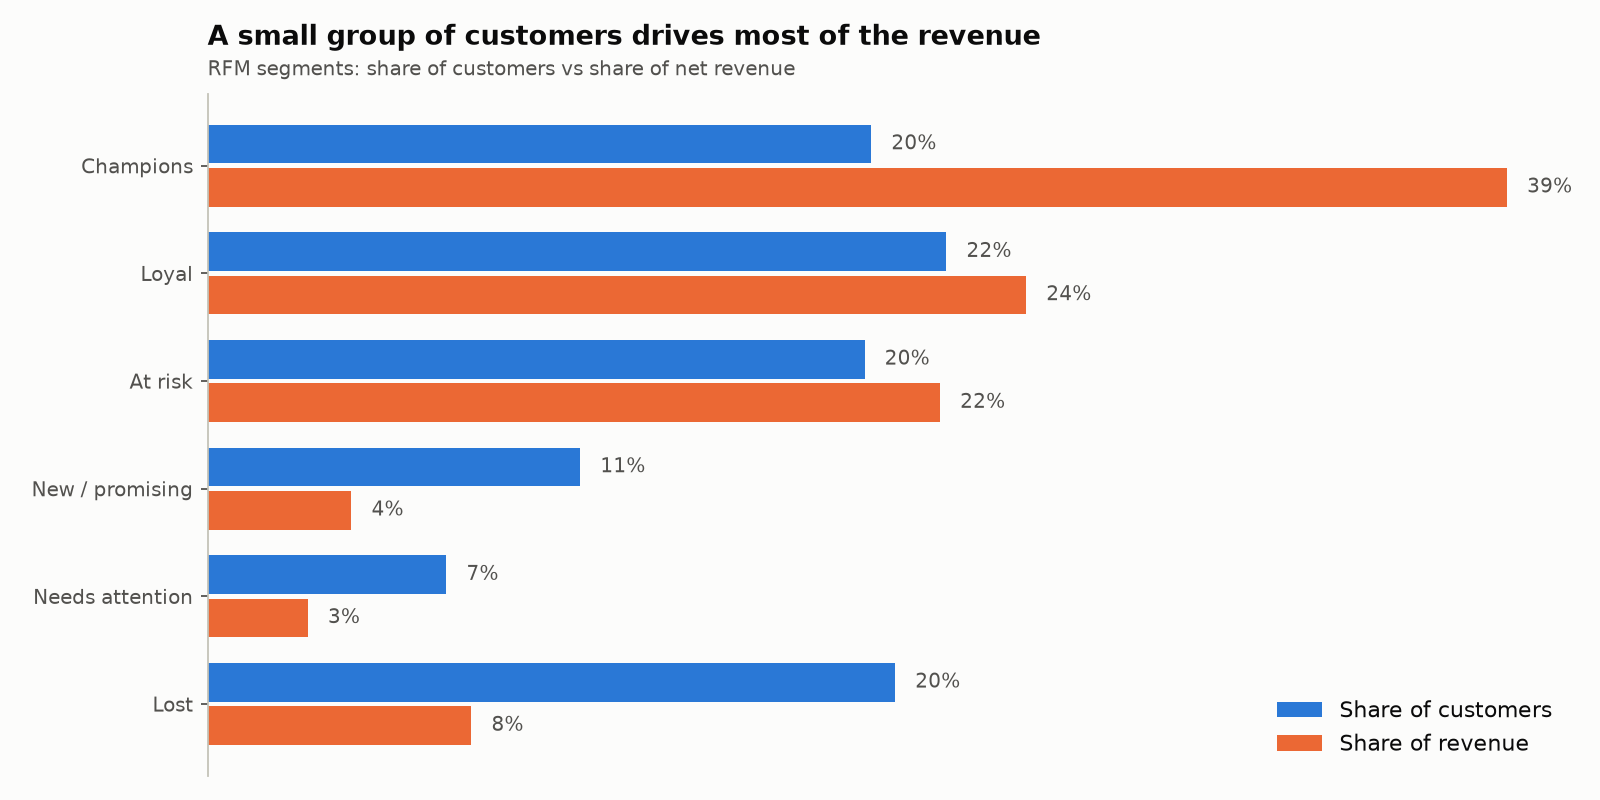 A small group of customers drives most of the revenue
RFM segments: share of customers vs share of net revenue
Champions
20%
39%
Loyal
22%
24%
At risk
20%
22%
New / promising
11%
4%
Needs attention
7%
3%
Lost
20%
8%
Share of customers
Share of revenue